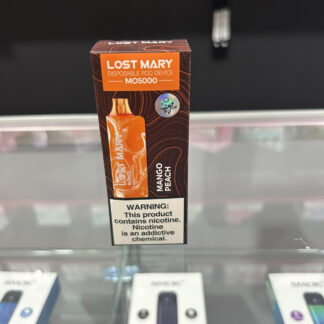 LOST MARY
DISPOSABLE POD DEVICE
MO5000
LOST MARY
MANGO
PEACH
WARNING:
This product
contains nicotine.
Nicotine
is an addictive
chemical.
SMOK
SMOK
SMOK